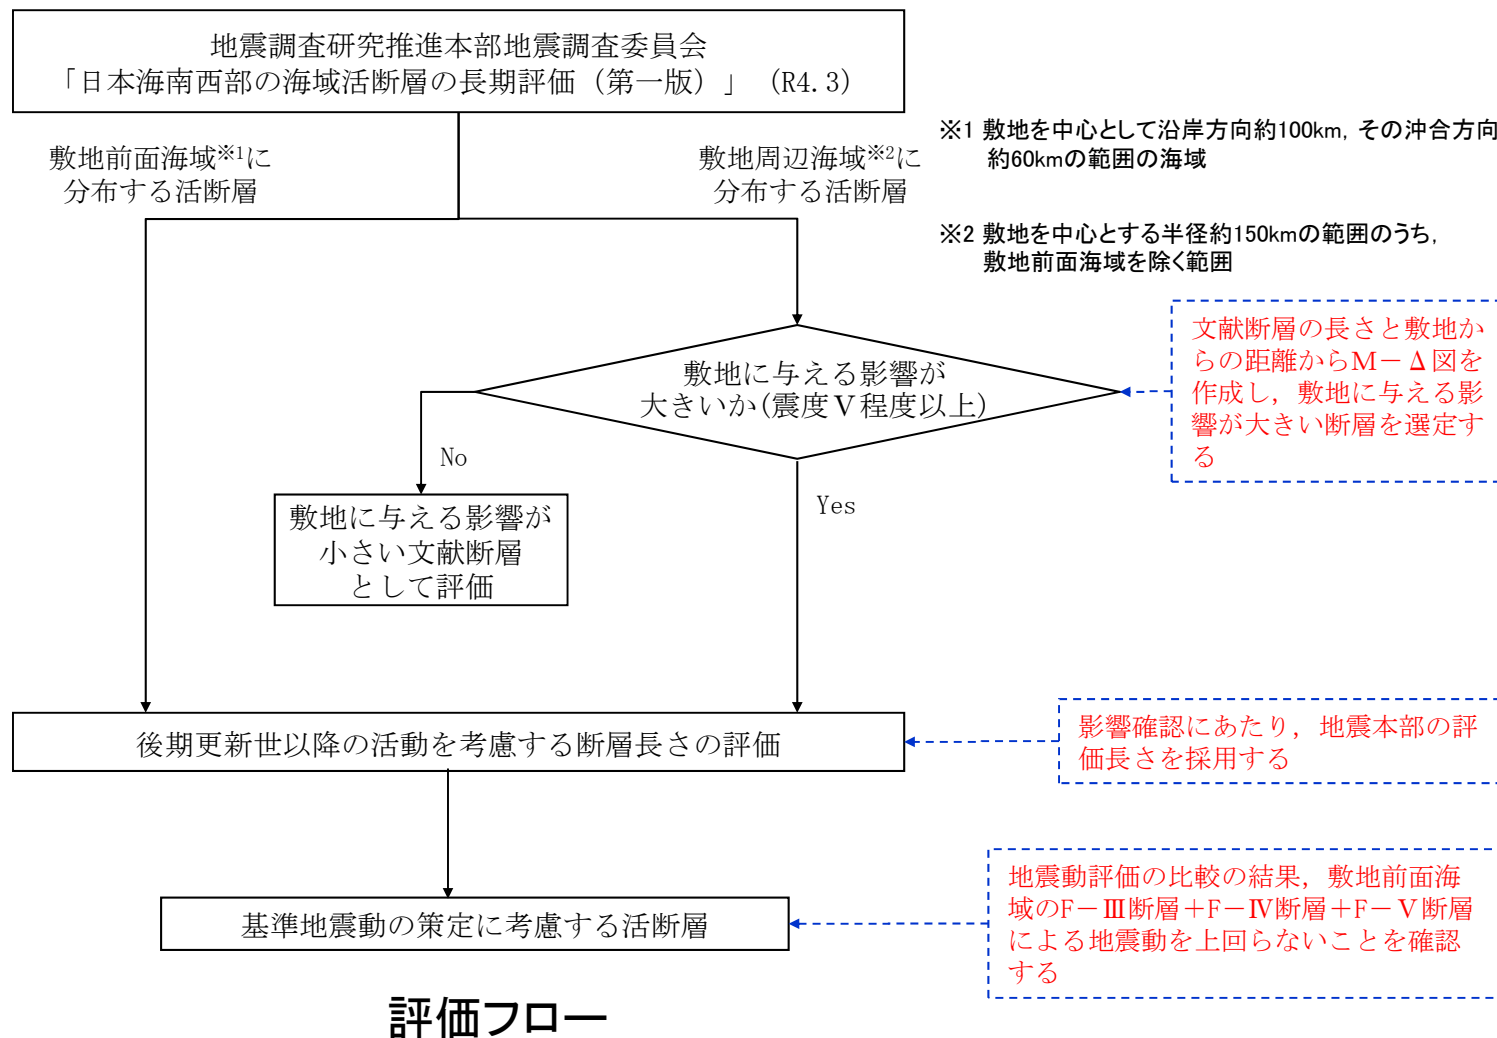 地震調査研究推進本部地震調査委員会
「日本海南西部の海域活断層の長期評価（第一版）」（R4.3）
※1 敷地を中心として沿岸方向約100km，その沖合方向
約60kmの範囲の海域
敷地前面海域※1に
分布する活断層
敷地周辺海域※2に
分布する活断層
※2 敷地を中心とする半径約150kmの範囲のうち，
敷地前面海域を除く範囲
文献断層の長さと敷地か
らの距離からＭ－Δ図を
作成し，敷地に与える影
響が大きい断層を選定す
る
敷地に与える影響が
大きいか(震度Ⅴ程度以上)
No
Yes
敷地に与える影響が
小さい文献断層
として評価
後期更新世以降の活動を考慮する断層長さの評価
影響確認にあたり，地震本部の評
価長さを採用する
基準地震動の策定に考慮する活断層
地震動評価の比較の結果，敷地前面海
域のF－Ⅲ断層＋F－Ⅳ断層＋F－Ⅴ断層
による地震動を上回らないことを確認
する
評価フロー